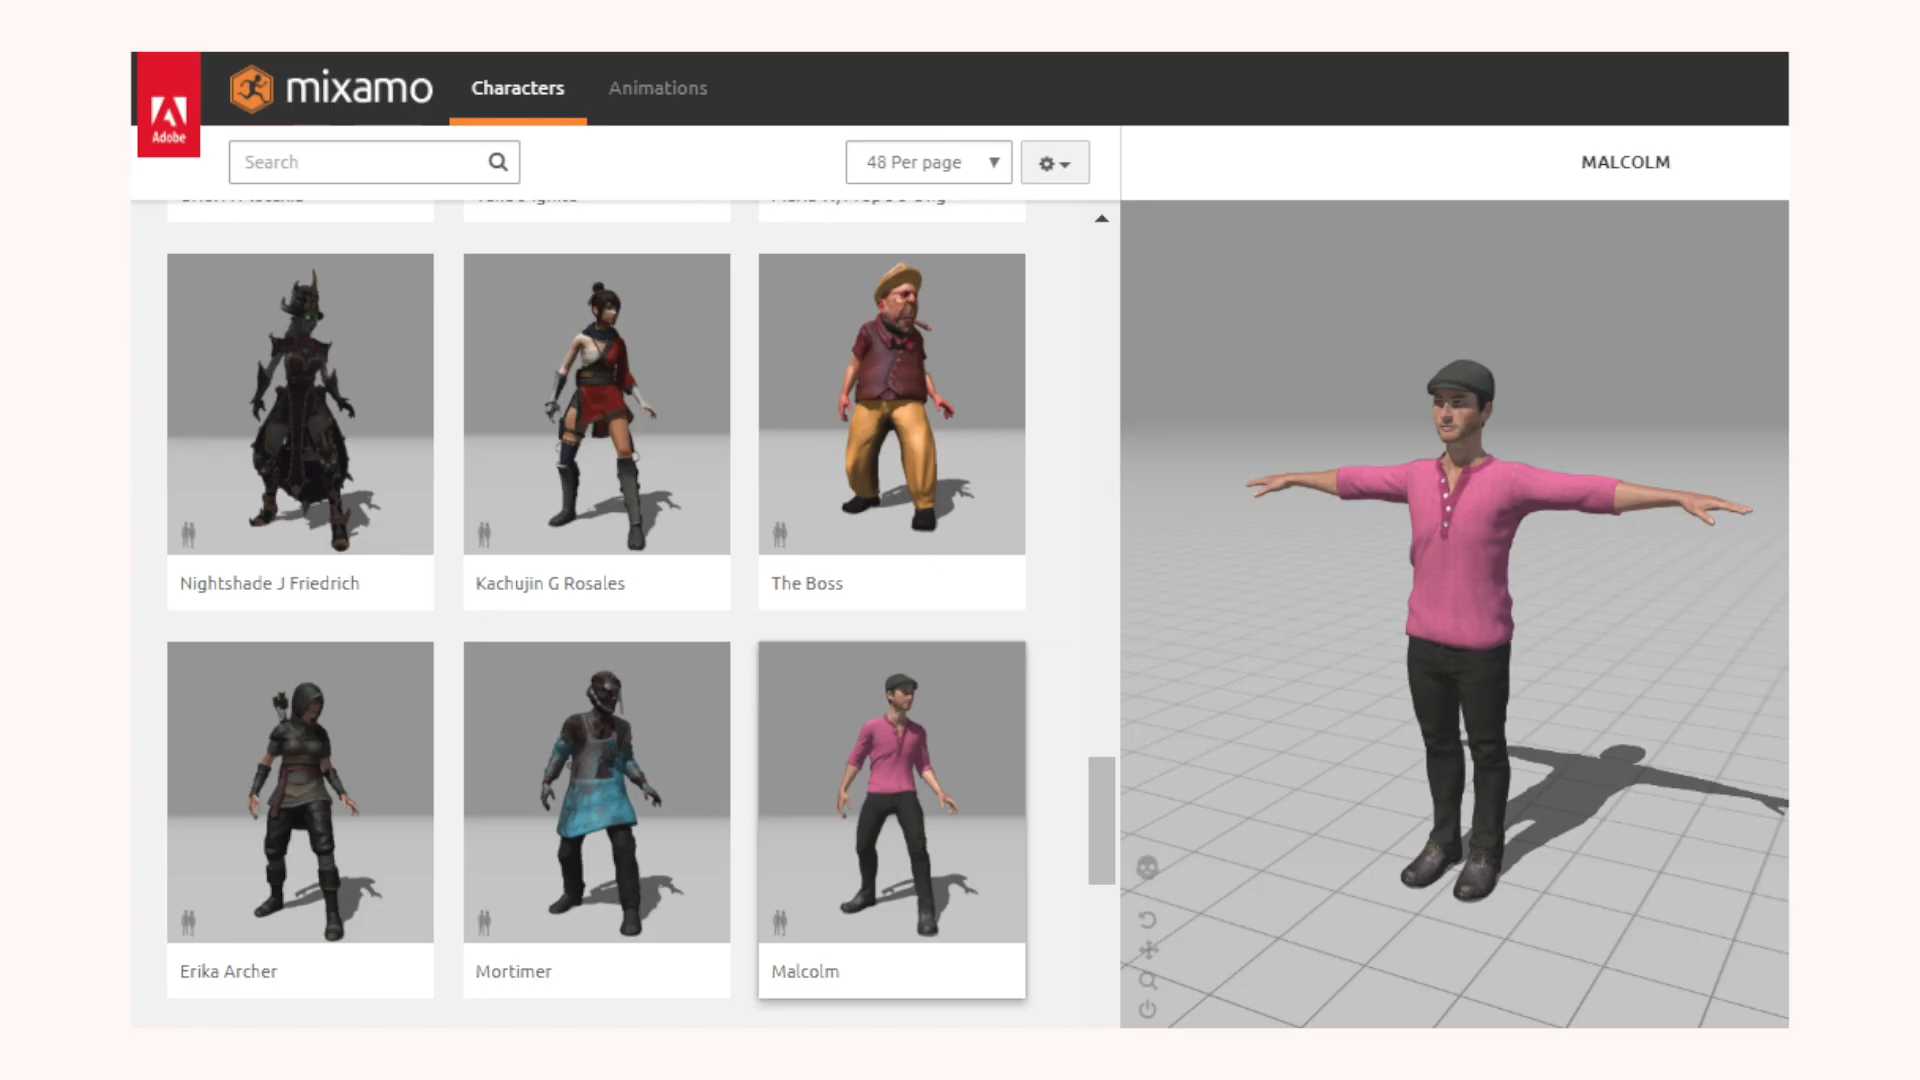 Adobe
mixamo
Characters
Animations
Search
48 Per page
MALCOLM
Nightshade J Friedrich
Kachujin G Rosales
The Boss
Erika Archer
Mortimer
Malcolm